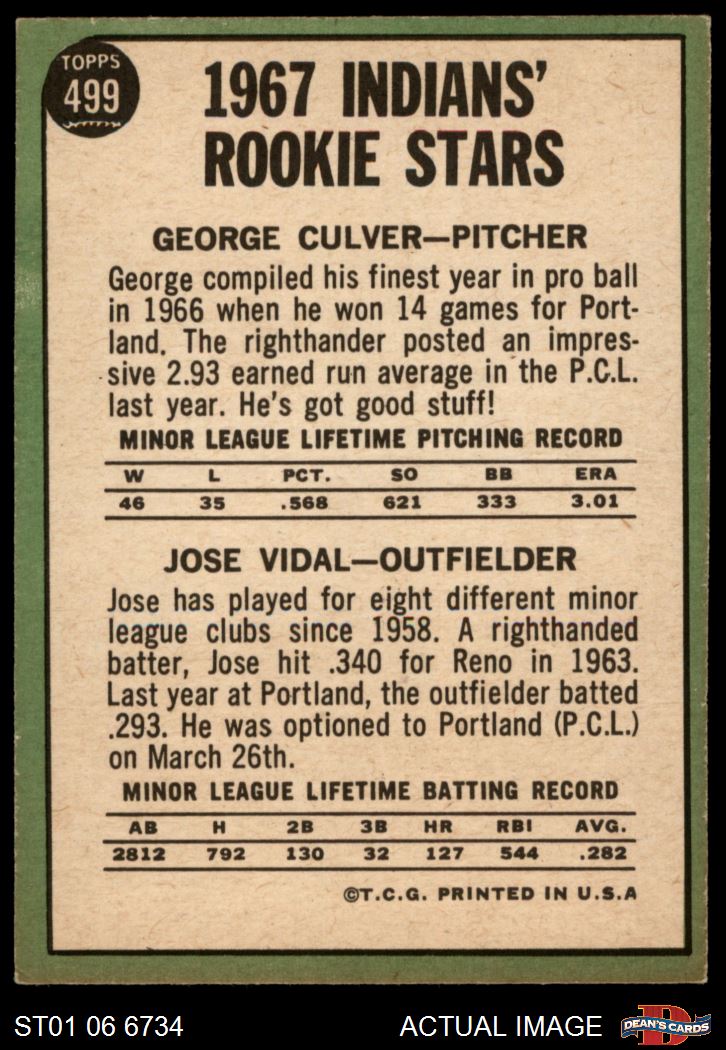 TOPPS
499
1967 INDIANS'
ROOKIE STARS
GEORGE CULVER—PITCHER
George compiled his finest year in pro ball
in 1966 when he won 14 games for Port-
land. The righthander posted an impres-
sive 2.93 earned run average in the P.C.L.
last year. He's got good stuff!
MINOR LEAGUE LIFETIME PITCHING RECORD
W L PCT. SO BB ERA
46 35 .568 621 333 3.01
JOSE VIDAL—OUTFIELDER
Jose has played for eight different minor
league clubs since 1958. A righthanded
batter, Jose hit .340 for Reno in 1963.
Last year at Portland, the outfielder batted
.293. He was optioned to Portland (P.C.L.)
on March 26th.
MINOR LEAGUE LIFETIME BATTING RECORD
AB H 2B 3B HR RBI AVG.
2812 792 130 32 127 544 .282
©T.C.G. PRINTED IN U.S.A
ST01 06 6734
ACTUAL IMAGE
D
DEAN'S CARDS